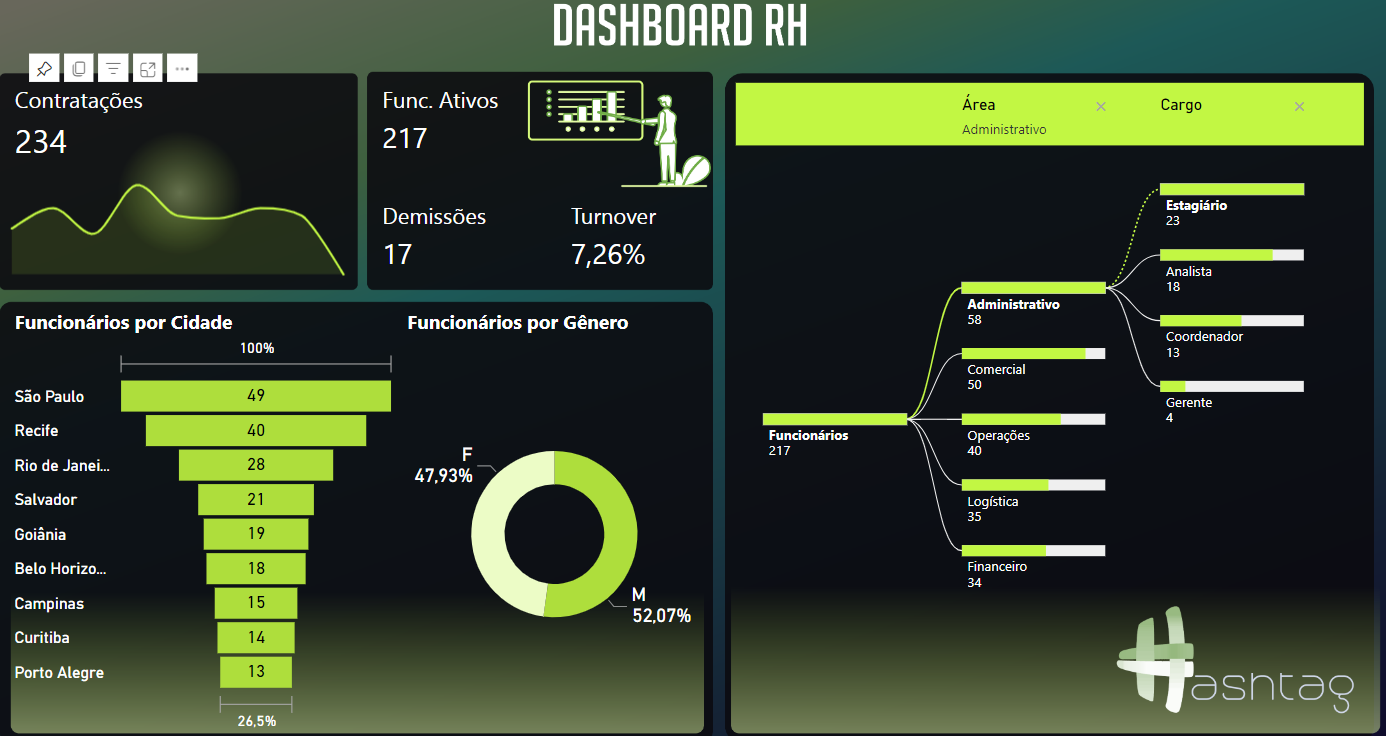 DASHBOARD RH
Contratações
234
Func. Ativos
217
Demissões
17
Turnover
7,26%
Área
Administrativo
Cargo
Funcionários por Cidade
100%
São Paulo 49
Recife 40
Rio de Janei... 28
Salvador 21
Goiânia 19
Belo Horizo... 18
Campinas 15
Curitiba 14
Porto Alegre 13
26,5%
Funcionários por Gênero
F
47,93%
M
52,07%
Funcionários
217
Administrativo
58
Comercial
50
Operações
40
Logística
35
Financeiro
34
Estagiário
23
Analista
18
Coordenador
13
Gerente
4
Hashtag